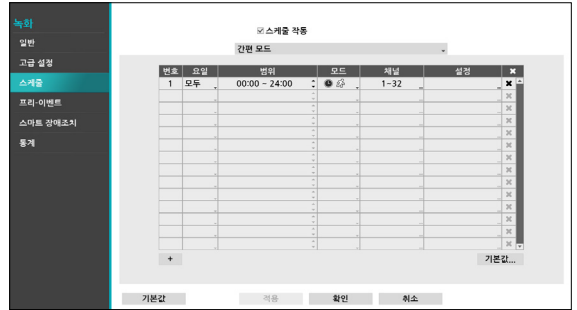 녹화
일반
고급 설정
스케줄
프리-이벤트
스마트 장애조치
통계
스케줄 작동
간편 모드
번호 요일 범위 모드 채널 설정
1 모두 00:00 ~ 24:00 1-32
+ 기본값...
기본값 적용 확인 취소